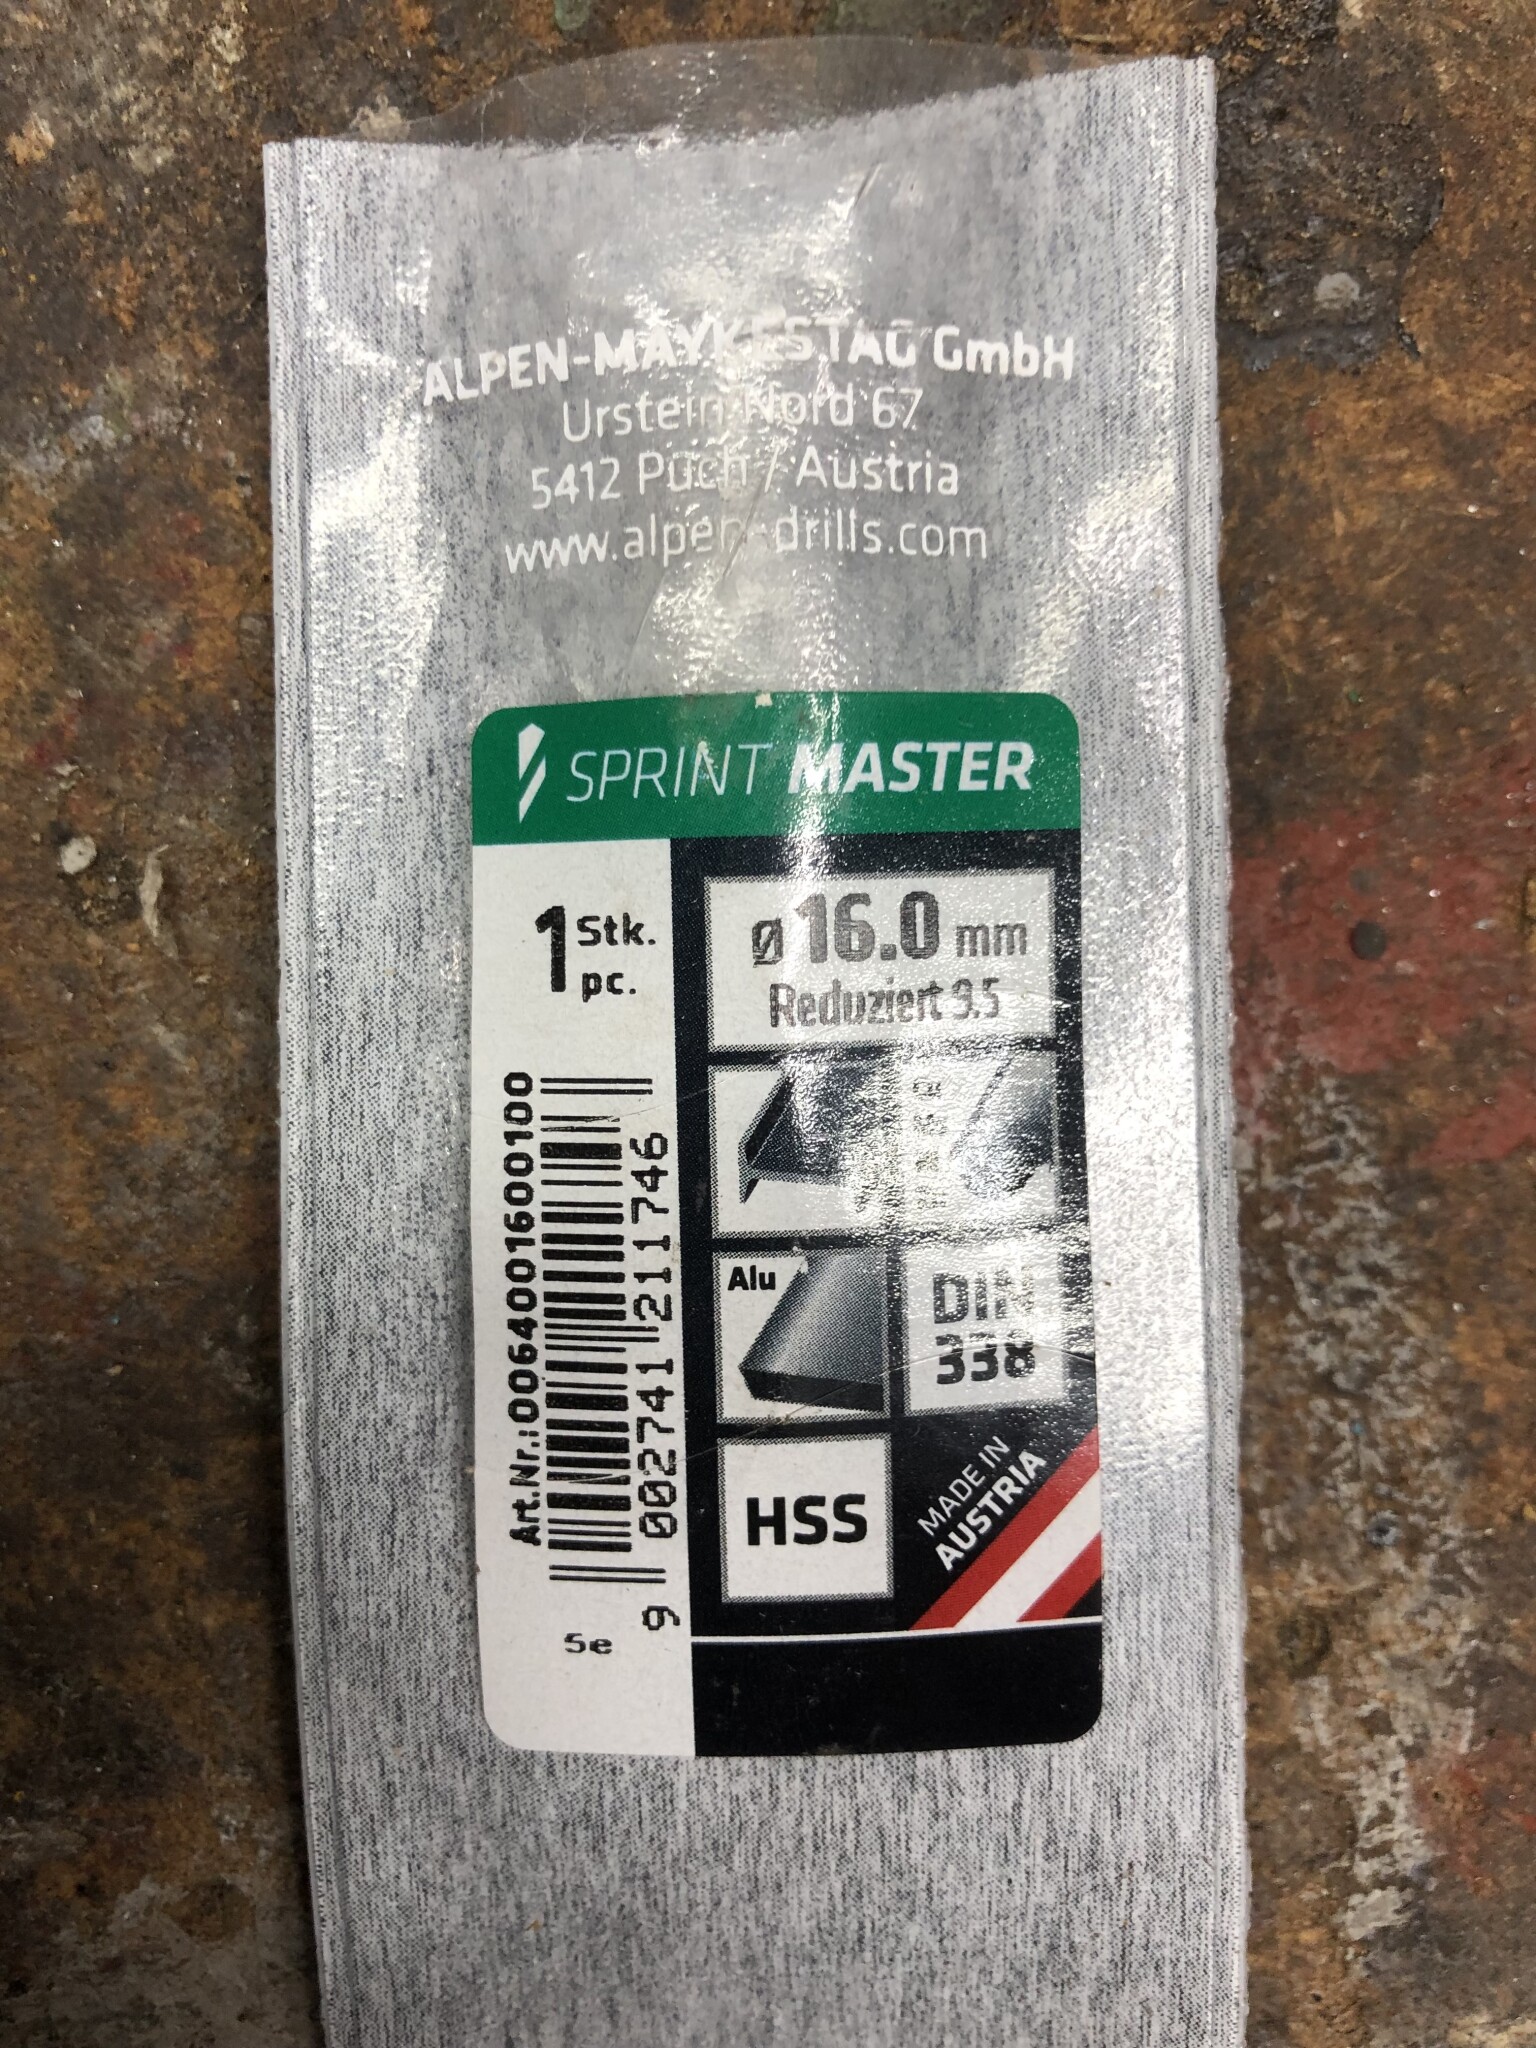 ALPEN-MAYKESTAG GmbH
Urstein Nord 67
5412 Puch / Austria
www.alpen-drills.com
SPRINT MASTER
1 Stk.
pc.
ø 16.0 mm
Reduziert 9.5
Art.Nr.:0064001600100
9 002741 211746
5e
Alu
DIN
338
HSS
MADE IN
AUSTRIA